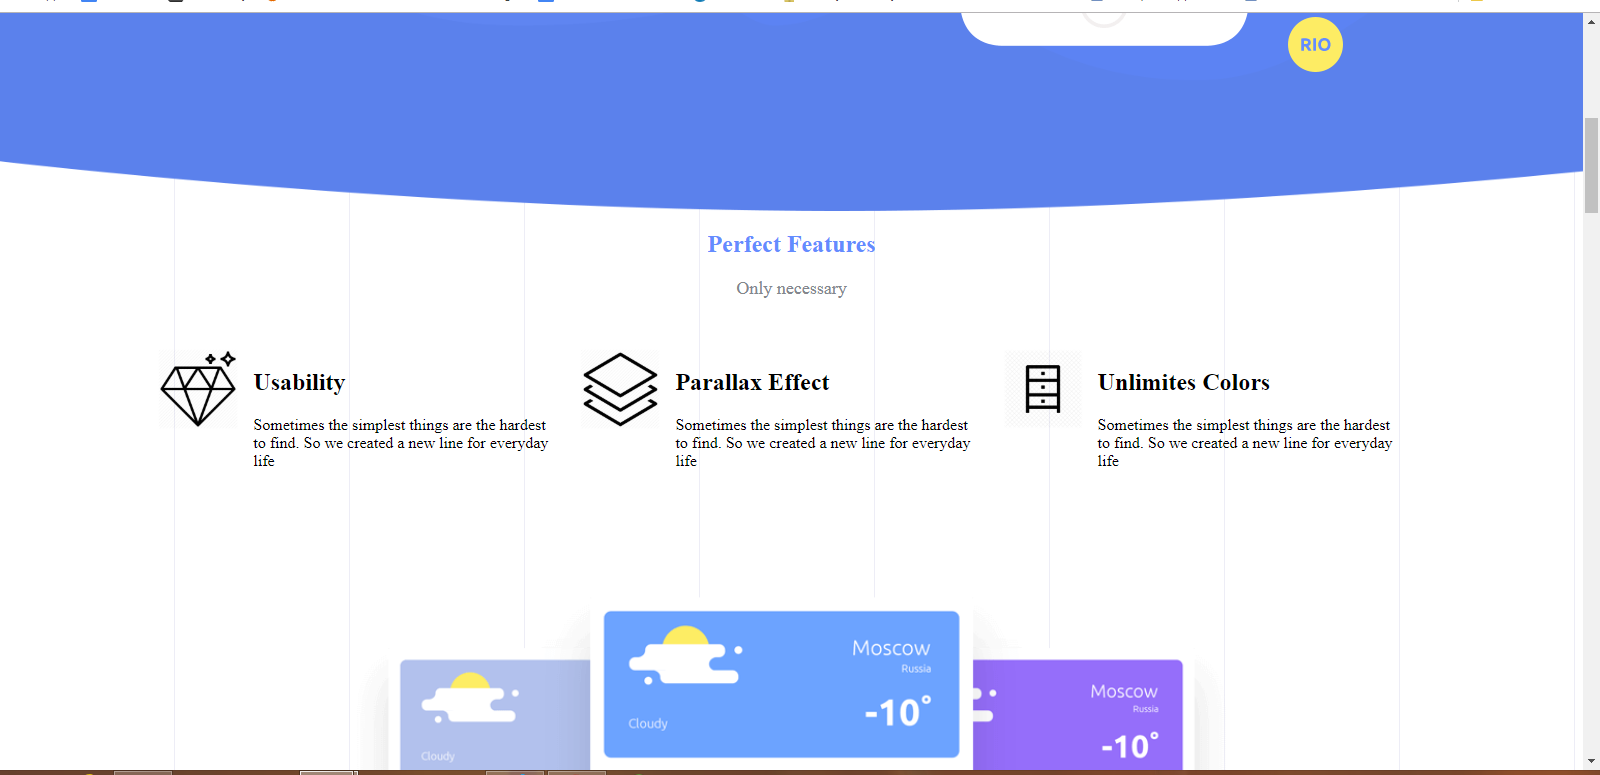 RIO
Perfect Features
Only necessary
Usability
Sometimes the simplest things are the hardest
to find. So we created a new line for everyday
life
Parallax Effect
Sometimes the simplest things are the hardest
to find. So we created a new line for everyday
life
Unlimites Colors
Sometimes the simplest things are the hardest
to find. So we created a new line for everyday
life
Cloudy
Moscow
Russia
-10°
Cloudy
Moscow
Russia
-10°